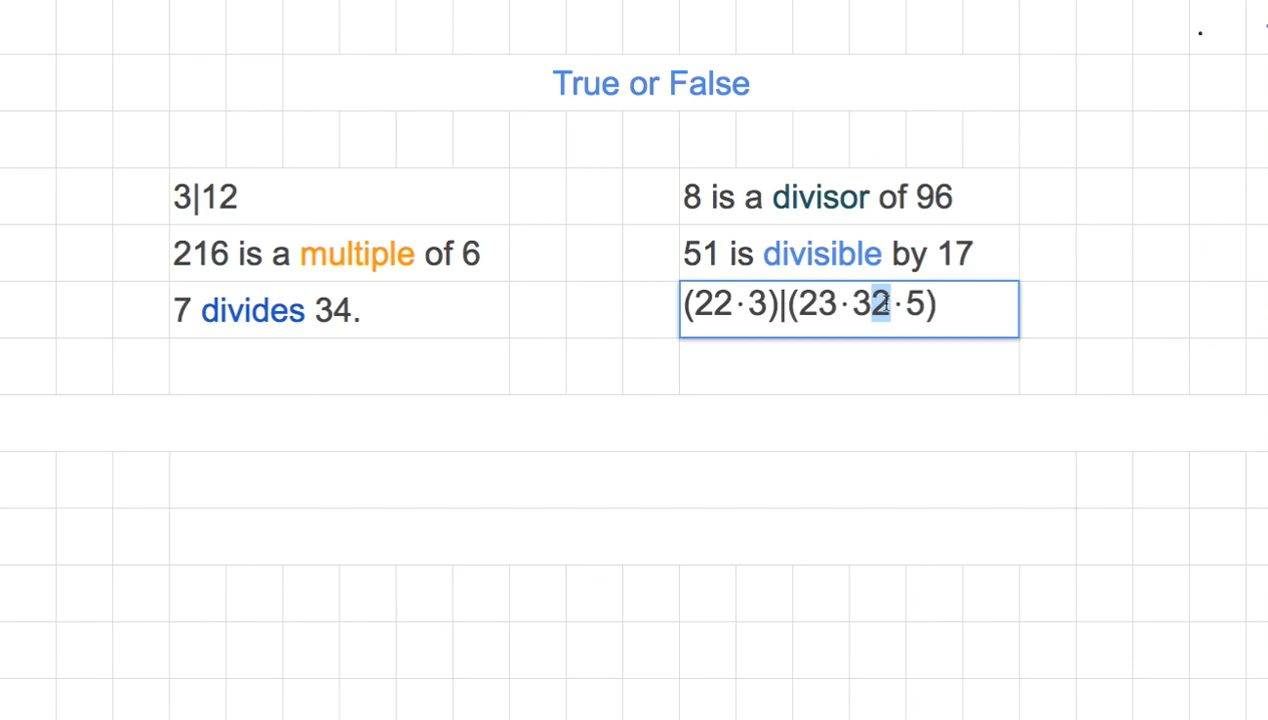 True or False
3|12
216 is a multiple of 6
7 divides 34.
8 is a divisor of 96
51 is divisible by 17
(22·3)|(23·32·5)